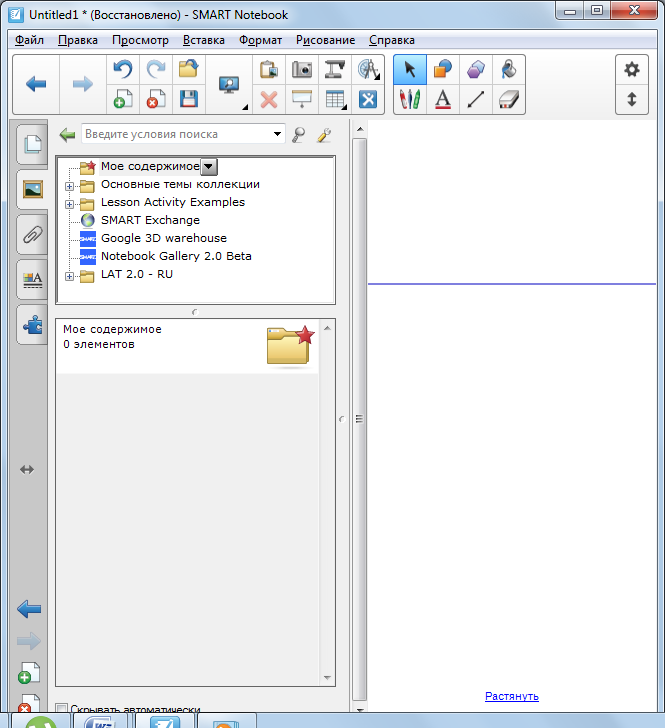 Untitled1 * (Восстановлено) - SMART Notebook
Файл Правка Просмотр Вставка Формат Рисование Справка
Введите условия поиска
Мое содержимое
Основные темы коллекции
Lesson Activity Examples
SMART Exchange
Google 3D warehouse
Notebook Gallery 2.0 Beta
LAT 2.0 - RU
Мое содержимое
0 элементов
Растянуть
Скрывать автоматически